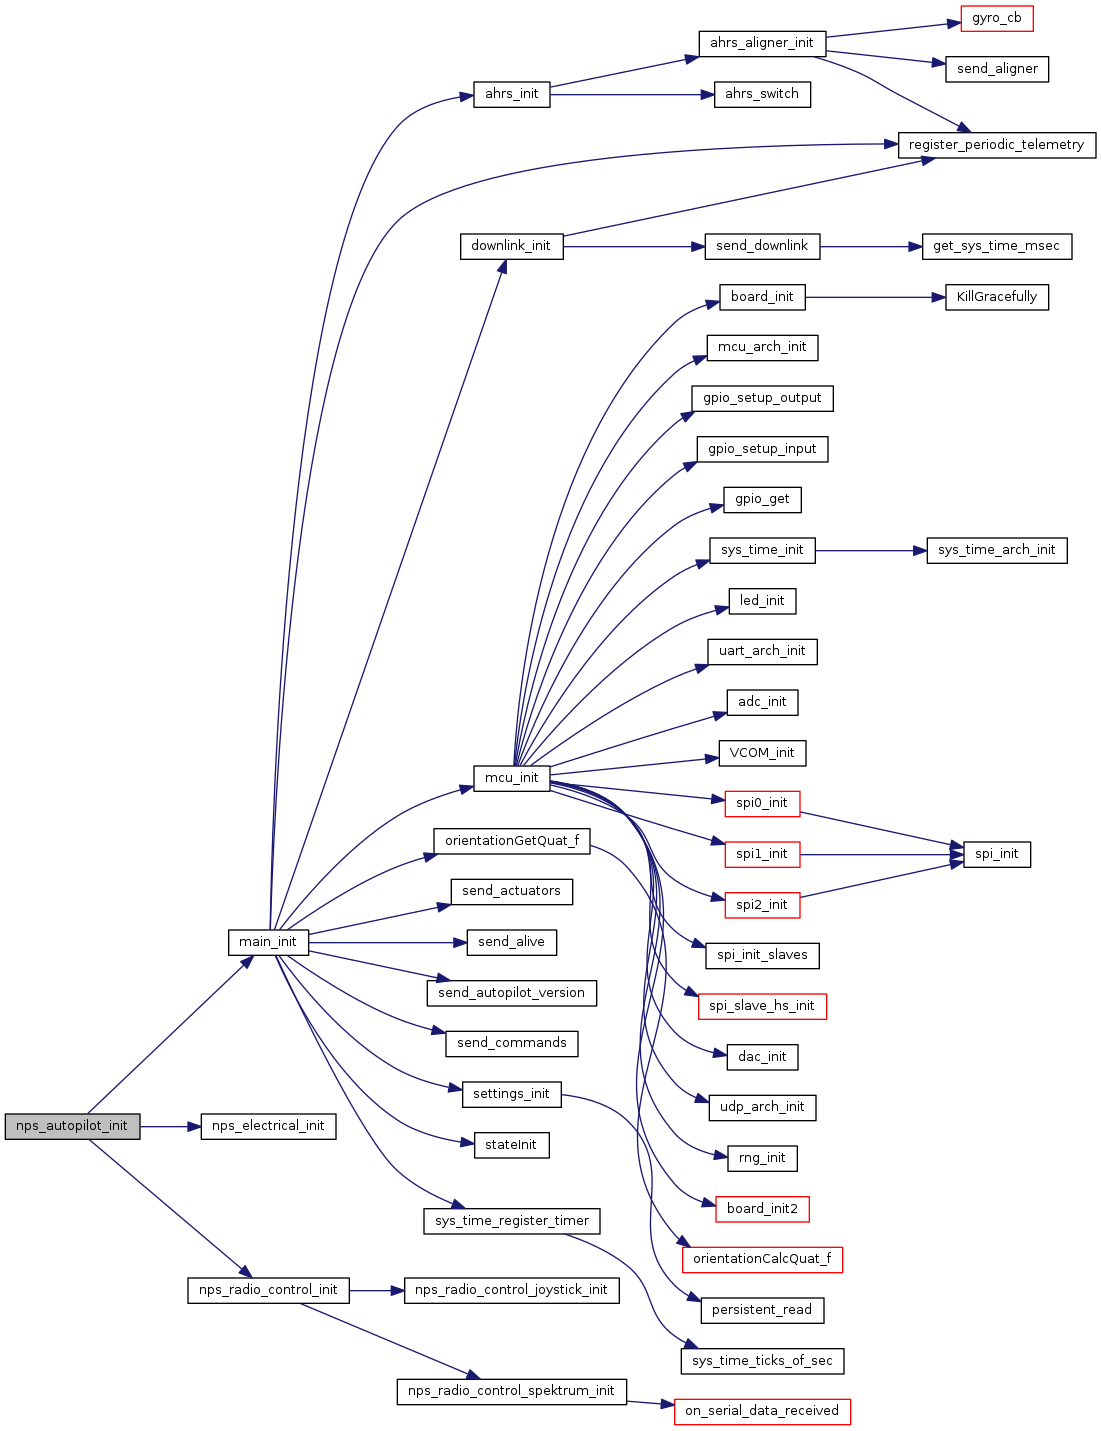 gyro_cb
ahrs_aligner_init
send_aligner
ahrs_init
ahrs_switch
register_periodic_telemetry
downlink_init
send_downlink
get_sys_time_msec
board_init
KillGracefully
mcu_arch_init
gpio_setup_output
gpio_setup_input
gpio_get
sys_time_init
sys_time_arch_init
led_init
uart_arch_init
adc_init
VCOM_init
mcu_init
spi0_init
orientationGetQuat_f
spi1_init
spi_init
send_actuators
spi2_init
main_init
send_alive
spi_init_slaves
send_autopilot_version
spi_slave_hs_init
send_commands
dac_init
settings_init
udp_arch_init
nps_autopilot_init
nps_electrical_init
stateInit
rng_init
board_init2
sys_time_register_timer
orientationCalcQuat_f
nps_radio_control_init
nps_radio_control_joystick_init
persistent_read
sys_time_ticks_of_sec
nps_radio_control_spektrum_init
on_serial_data_received